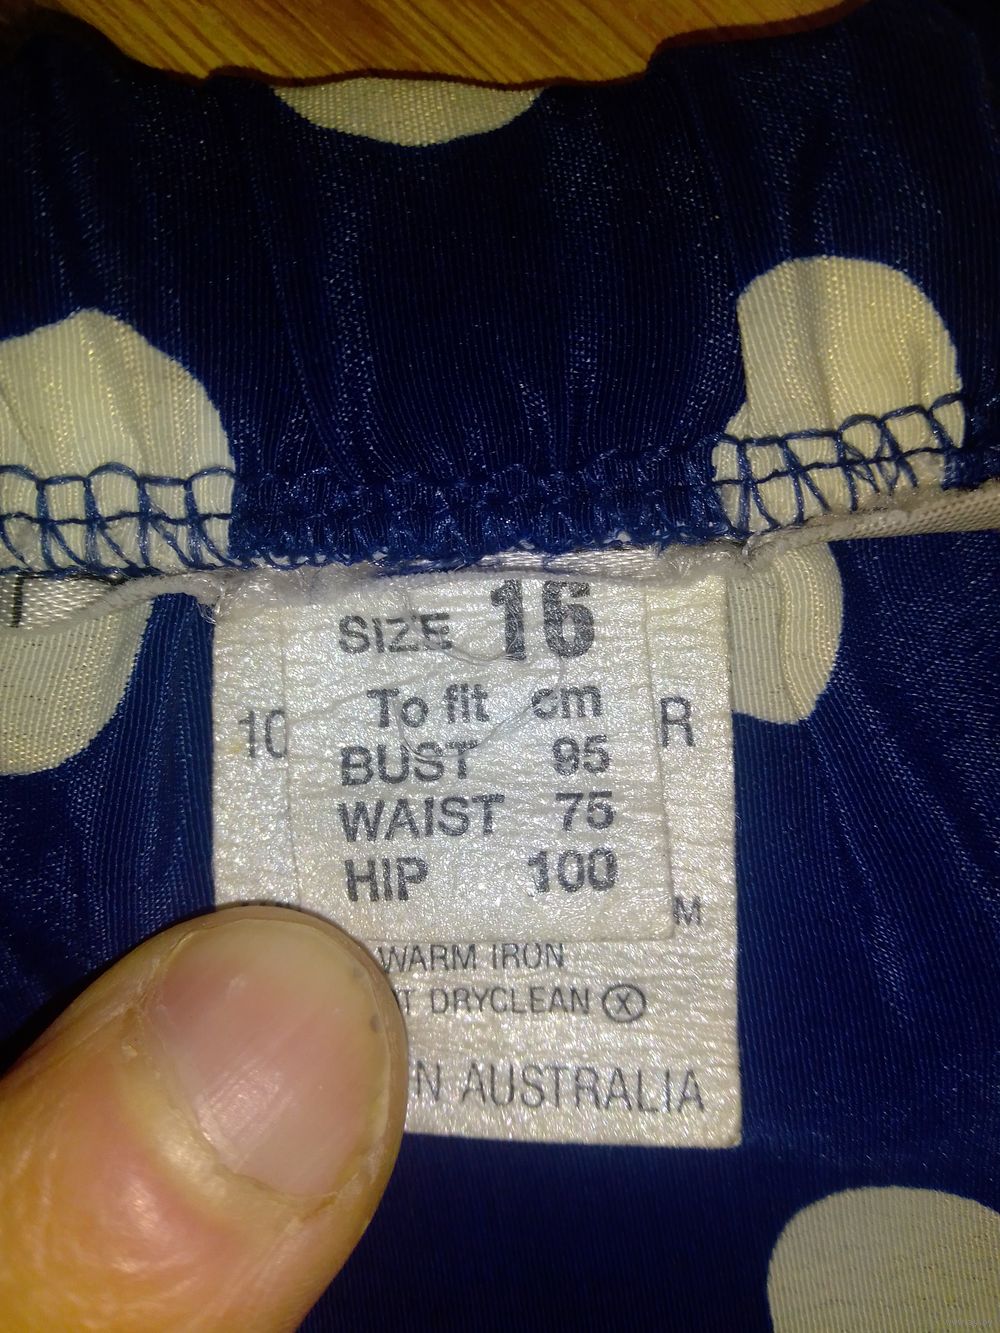 SIZE 16
To fit cm
10 R
BUST 95
WAIST 75
HIP 100
M
WARM IRON
T DRYCLEAN Ⓧ
N AUSTRALIA